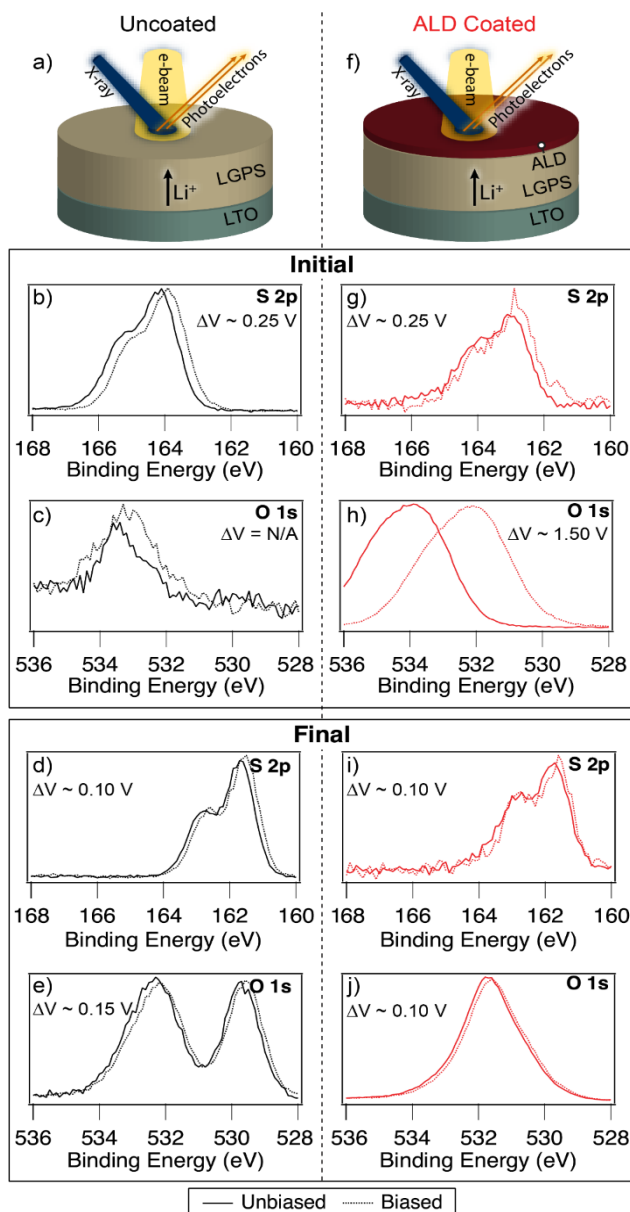 Uncoated
ALD Coated
a)
X-ray
e-beam
Photoelectrons
LGPS
Li+
LTO
f)
X-ray
e-beam
Photoelectrons
ALD
LGPS
Li+
LTO
Initial
b)
S 2p
ΔV ~ 0.25 V
168 166 164 162 160
Binding Energy (eV)
g)
S 2p
ΔV ~ 0.25 V
168 166 164 162 160
Binding Energy (eV)
c)
O 1s
ΔV = N/A
536 534 532 530 528
Binding Energy (eV)
h)
O 1s
ΔV ~ 1.50 V
536 534 532 530 528
Binding Energy (eV)
Final
d)
S 2p
ΔV ~ 0.10 V
168 166 164 162 160
Binding Energy (eV)
i)
S 2p
ΔV ~ 0.10 V
168 166 164 162 160
Binding Energy (eV)
e)
O 1s
ΔV ~ 0.15 V
536 534 532 530 528
Binding Energy (eV)
j)
O 1s
ΔV ~ 0.10 V
536 534 532 530 528
Binding Energy (eV)
Unbiased Biased